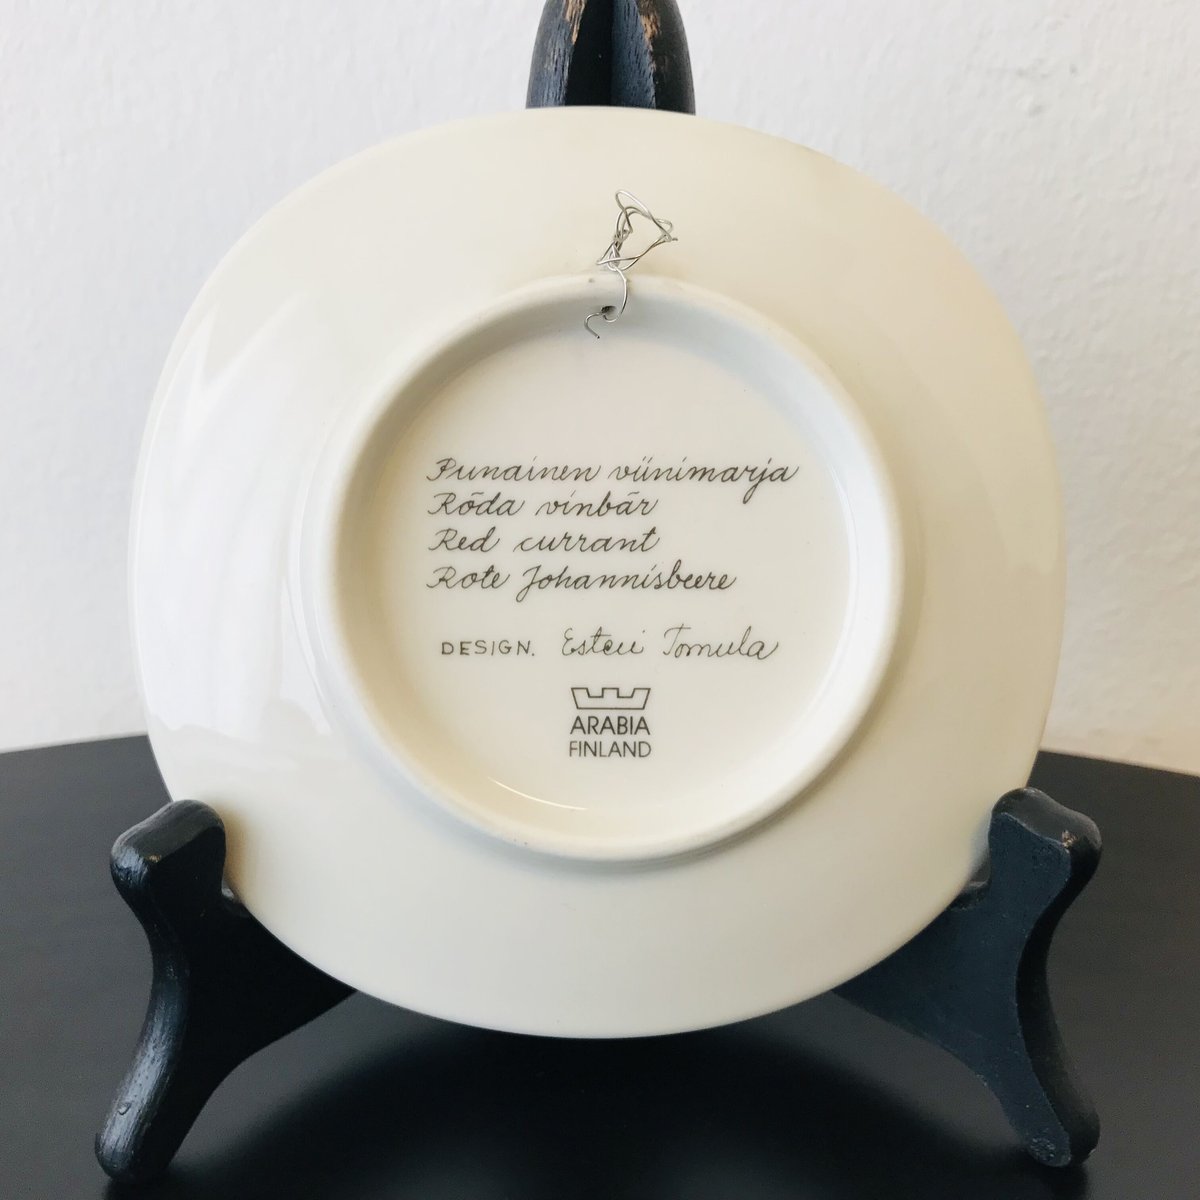 Punainen viinimarja
Röda vinbär
Red currant
Rote Johannisbeere
DESIGN. Esteri Tomula
ARABIA
FINLAND